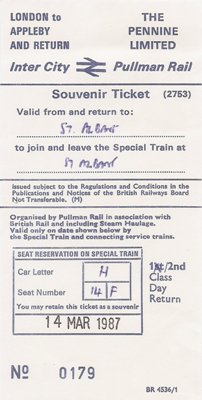 LONDON to THE
APPLEBY PENNINE
AND RETURN LIMITED
Inter City Pullman Rail
Souvenir Ticket (2753)
Valid from and return to:
ST. ALBANS
to join and leave the Special Train at
ST ALBANS
issued subject to the Regulations and Conditions in the
Publications and Notices of the British Railways Board
Not Transferable. (M)
Organised by Pullman Rail in association with
British Rail and including Steam Haulage.
Valid only on date shown below by
the Special Train and connecting service trains.
SEAT RESERVATION ON SPECIAL TRAIN
Car Letter H 1st/2nd
Class
Seat Number 14 F Day
Return
You may retain this ticket as a souvenir
14 MAR 1987
No 0179
BR 4536/1